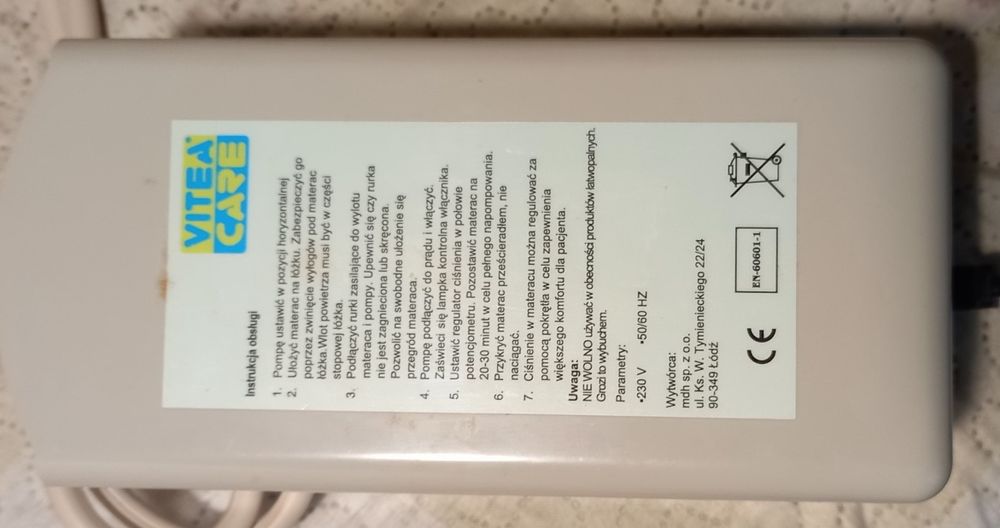 VITEA
CARE
Instrukcja obsługi
1. Pompę ustawić w pozycji horyzontalnej
2. Ułożyć materac na łóżku. Zabezpieczyć go
poprzez zwinięcie wyłogów pod materac
łóżka. Wlot powietrza musi być w części
stopowej łóżka.
3. Podłączyć rurki zasilające do wylotu
materaca i pompy. Upewnić się czy rurka
nie jest zagnieciona lub skręcona.
Pozwolić na swobodne ułożenie się
przegród materaca.
4. Pompę podłączyć do prądu i włączyć.
Zaświeci się lampka kontrolna włącznika.
5. Ustawić regulator ciśnienia w połowie
potencjometru. Pozostawić materac na
20-30 minut w celu pełnego napompowania.
6. Przykryć materac prześcieradłem, nie
naciągać.
7. Ciśnienie w materacu można regulować za
pomocą pokrętła w celu zapewnienia
większego komfortu dla pacjenta.
Uwaga:
NIE WOLNO używać w obecności produktów łatwopalnych.
Grozi to wybuchem.
Parametry:
•230 V •50/60 HZ
Wytwórca:
mdh sp. z o.o.
ul. Ks. W. Tymienieckiego 22/24
90-349 Łódź
CE
EN-60601-1